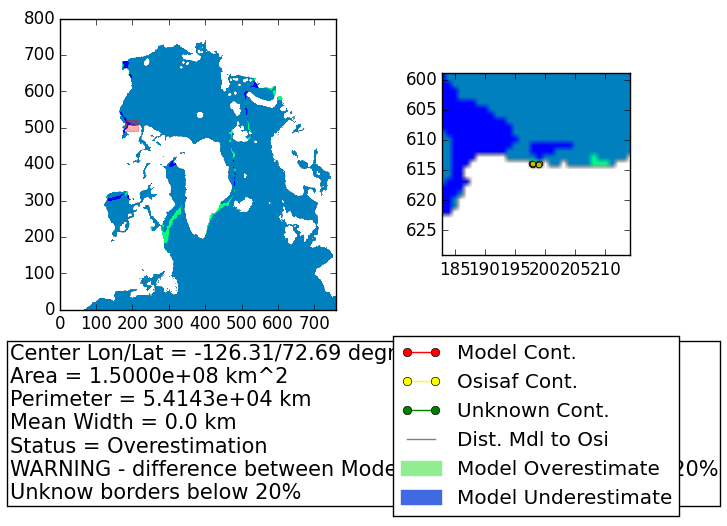 800
700
600
500
400
300
200
100
0
0 100 200 300 400 500 600 700
600
605
610
615
620
625
185 190 195 200 205 210
Center Lon/Lat = -126.31/72.69 degr
Area = 1.5000e+08 km^2
Perimeter = 5.4143e+04 km
Mean Width = 0.0 km
Status = Overestimation
WARNING - difference between Mode 20%
Unknow borders below 20%
Model Cont.
Osisaf Cont.
Unknown Cont.
Dist. Mdl to Osi
Model Overestimate
Model Underestimate